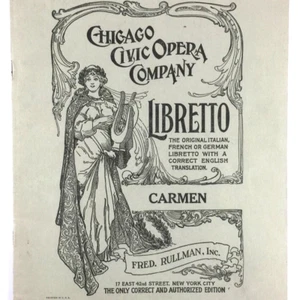 CHICAGO
CIVIC OPERA
COMPANY
LIBRETTO
THE ORIGINAL ITALIAN,
FRENCH OR GERMAN
LIBRETTO WITH A
CORRECT ENGLISH
TRANSLATION.
CARMEN
FRED. RULLMAN, INC.
17 EAST 42nd STREET, NEW YORK CITY
THE ONLY CORRECT AND AUTHORIZED EDITION